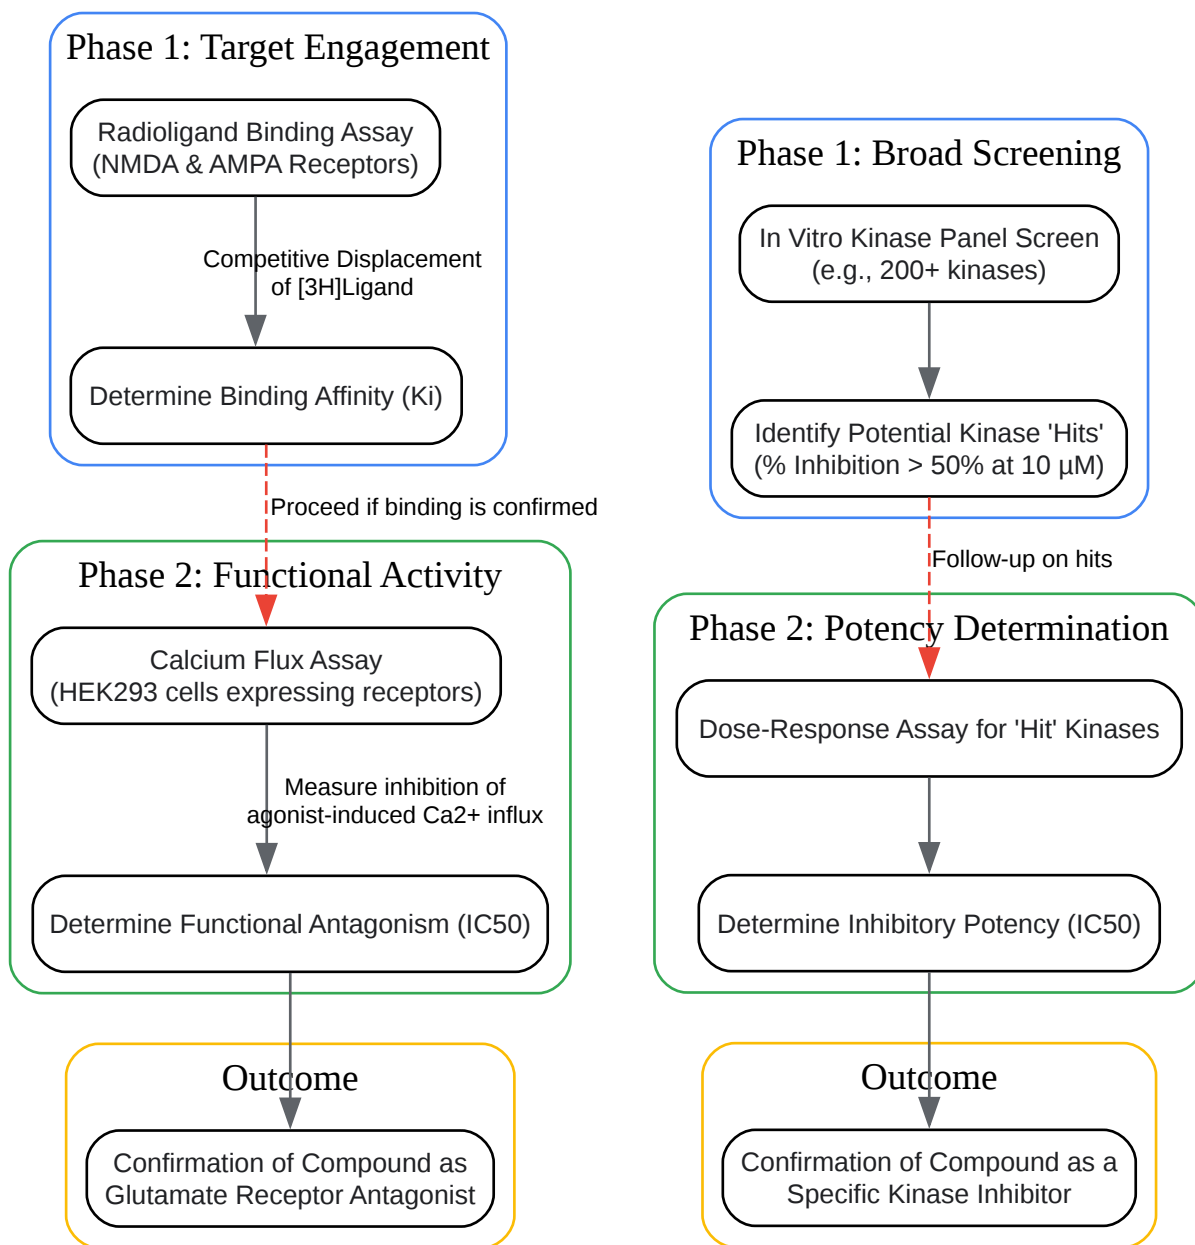 Phase 1: Target Engagement
Radioligand Binding Assay
(NMDA & AMPA Receptors)
Competitive Displacement
of [3H]Ligand
Determine Binding Affinity (Ki)
Proceed if binding is confirmed
Phase 2: Functional Activity
Calcium Flux Assay
(HEK293 cells expressing receptors)
Measure inhibition of
agonist-induced Ca2+ influx
Determine Functional Antagonism (IC50)
Outcome
Confirmation of Compound as
Glutamate Receptor Antagonist
Phase 1: Broad Screening
In Vitro Kinase Panel Screen
(e.g., 200+ kinases)
Identify Potential Kinase 'Hits'
(% Inhibition > 50% at 10 µM)
Follow-up on hits
Phase 2: Potency Determination
Dose-Response Assay for 'Hit' Kinases
Determine Inhibitory Potency (IC50)
Outcome
Confirmation of Compound as a
Specific Kinase Inhibitor